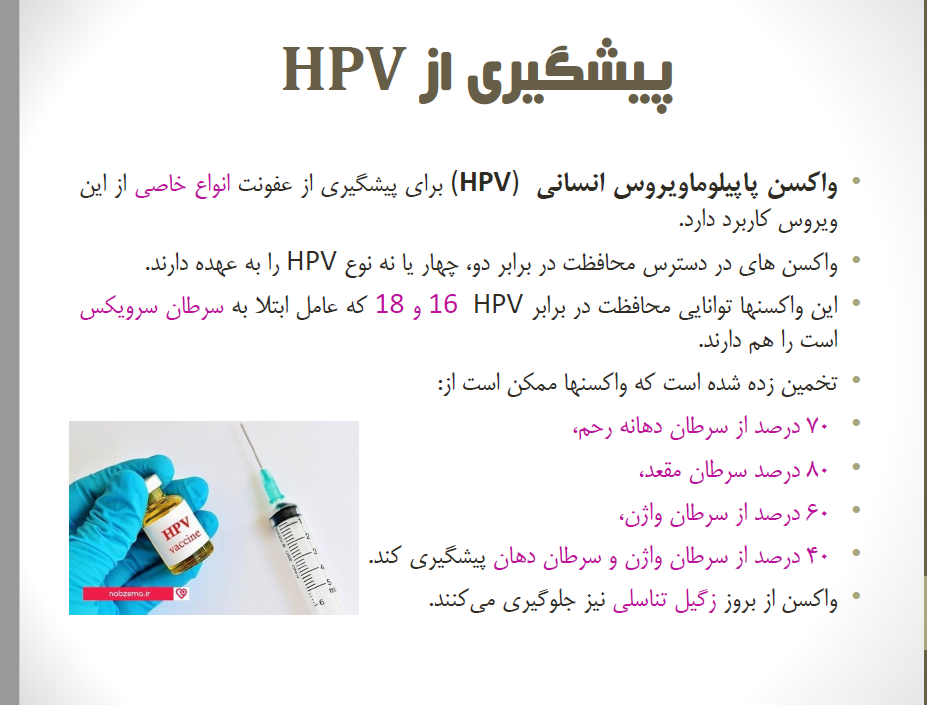 پیشگیری از HPV
• واکسن پاپیلوماویروس انسانی (HPV) برای پیشگیری از عفونت انواع خاصی از این
ویروس کاربرد دارد.
• واکسن های در دسترس محافظت در برابر دو، چهار یا نه نوع HPV را به عهده دارند.
• این واکسنها توانایی محافظت در برابر HPV 16 و 18 که عامل ابتلا به سرطان سرویکس
است را هم دارند.
• تخمین زده شده است که واکسنها ممکن است از:
• ۷۰ درصد از سرطان دهانه رحم،
• ۸۰ درصد سرطان مقعد،
• ۶۰ درصد از سرطان واژن،
• ۴۰ درصد از سرطان واژن و سرطان دهان پیشگیری کند.
• واکسن از بروز زگیل تناسلی نیز جلوگیری می‌کنند.
HPV
vaccine
nabzema.ir
2
3
4
5
6